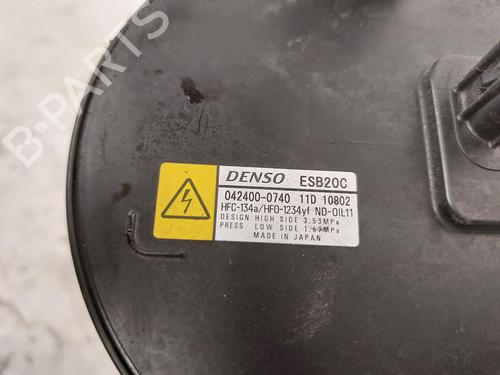 B-PARTS
DENSO ESB20C
042400-0740 11D 10802
HFC-134a/HFO-1234yf ND-OIL11
DESIGN HIGH SIDE 3.53MPa
PRESS LOW SIDE 1.67MPa
MADE IN JAPAN